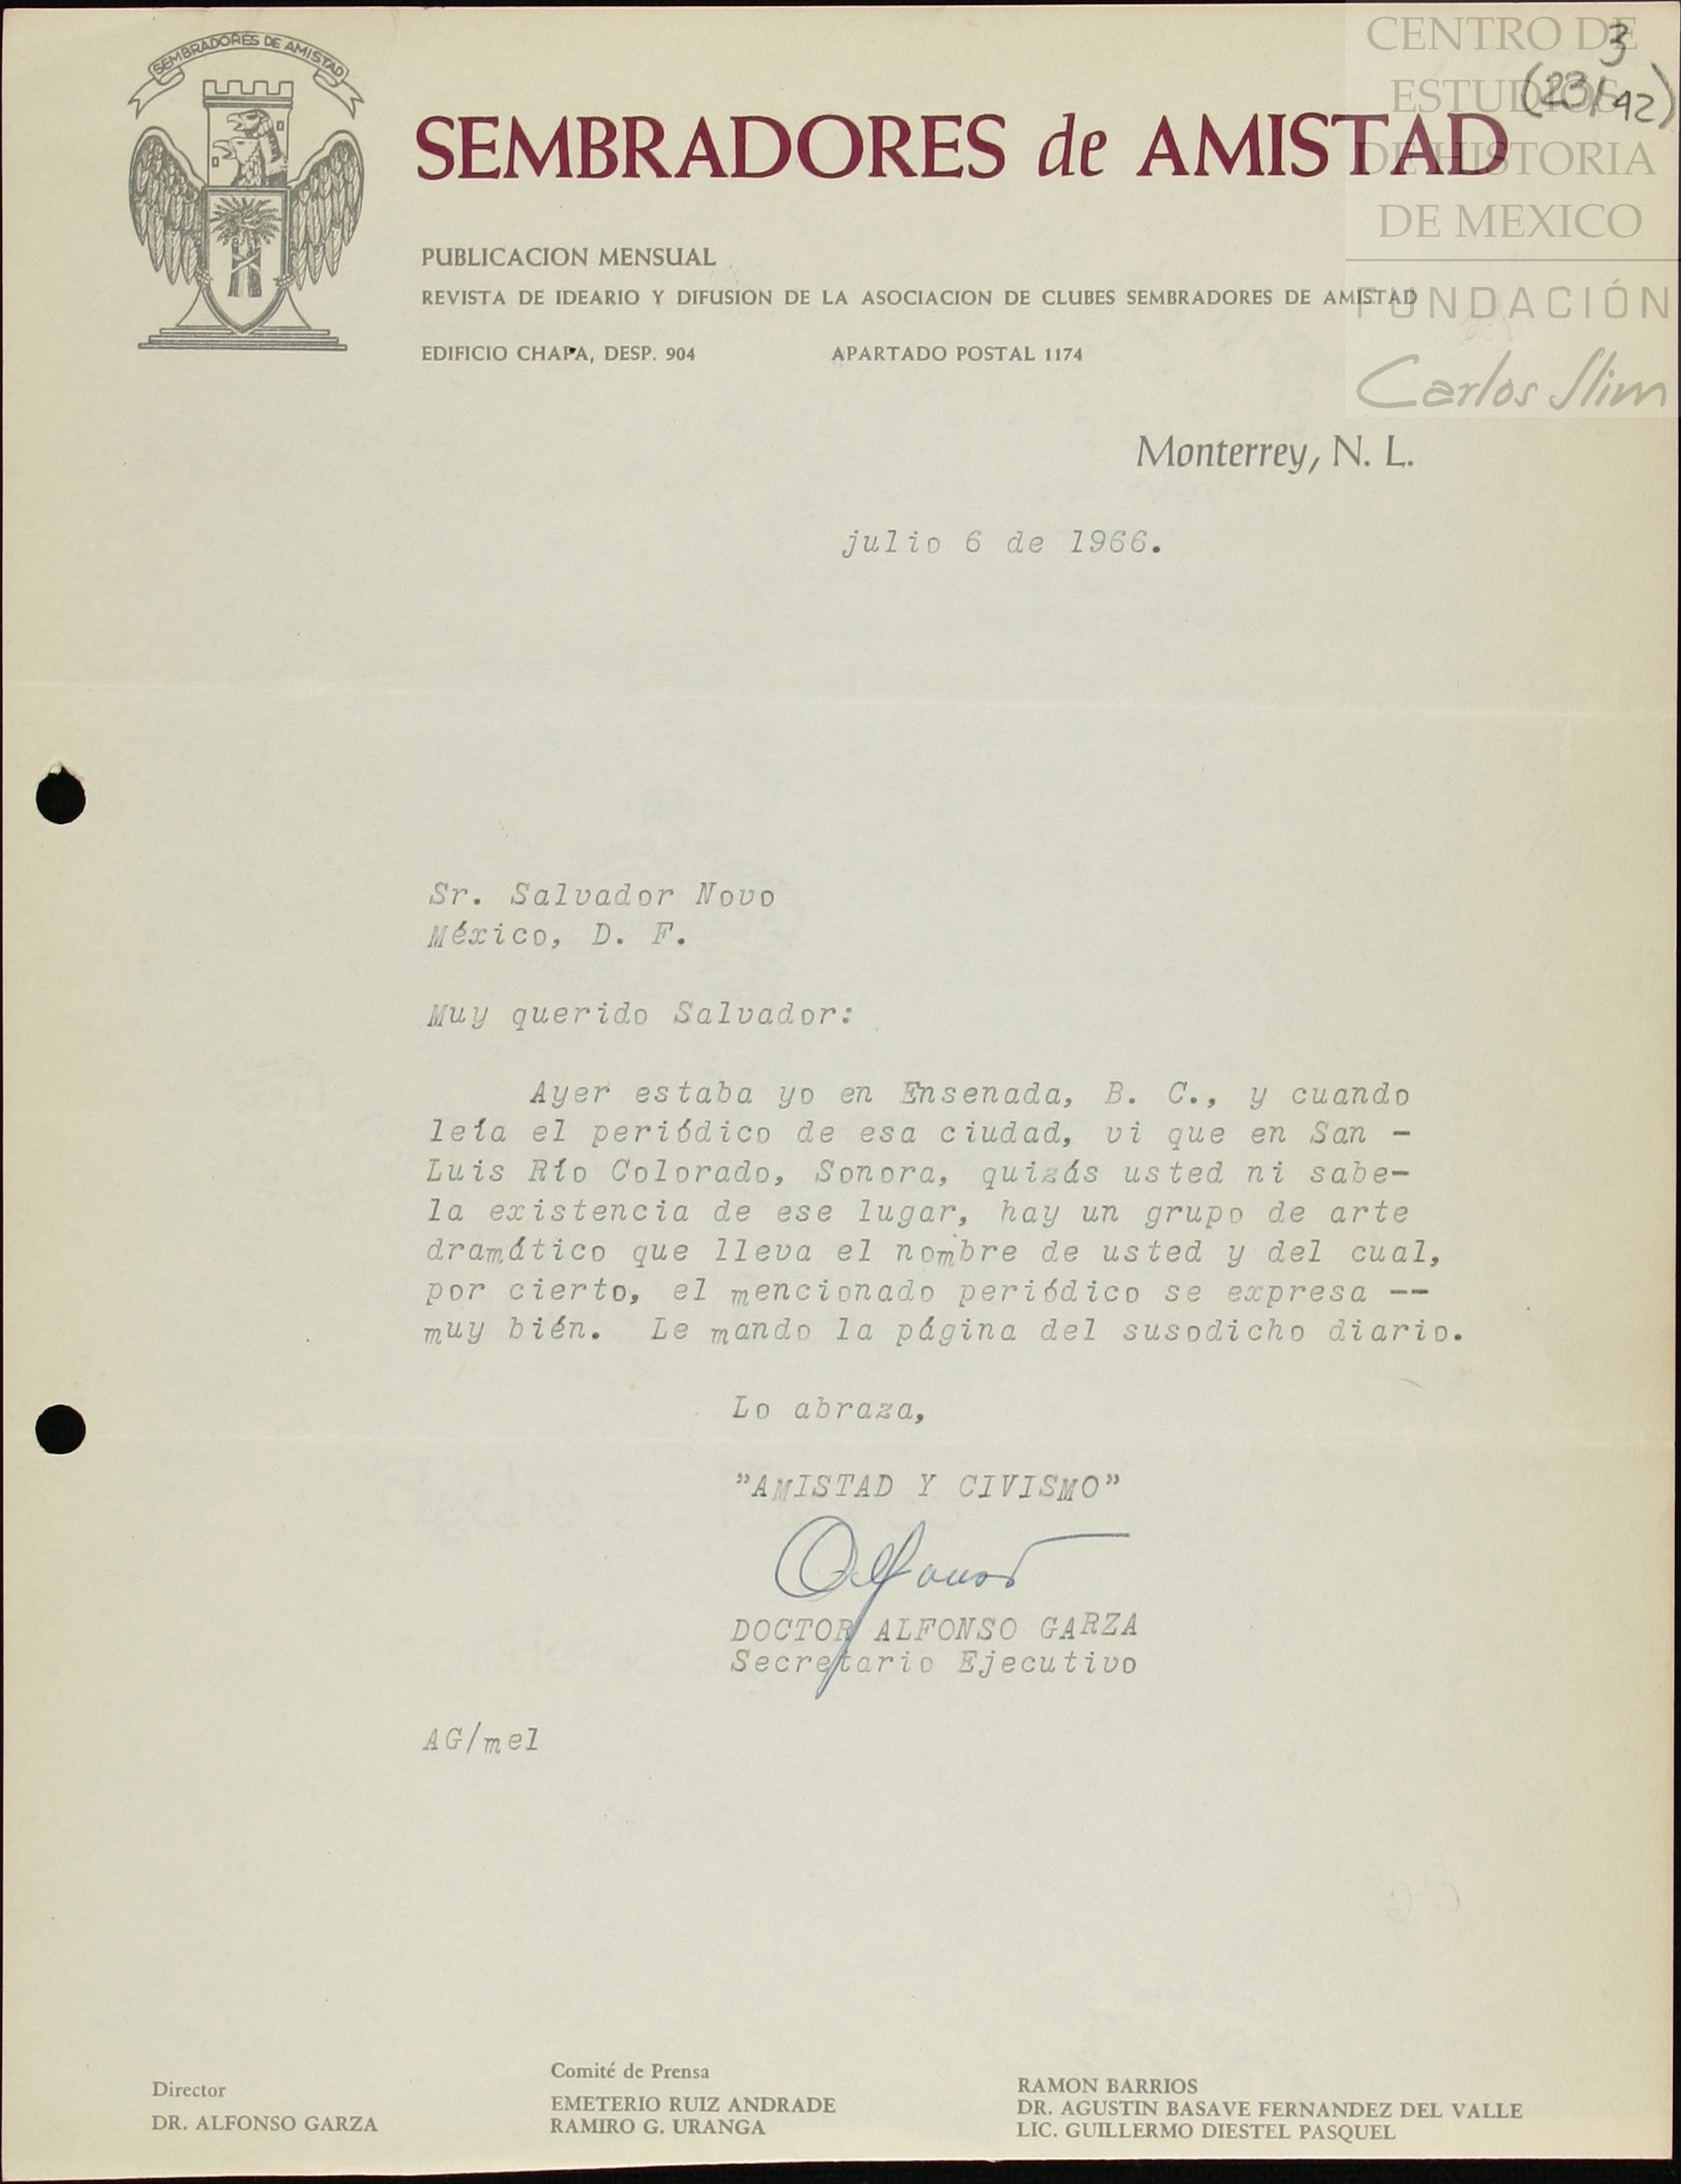 SEMBRADORES DE AMISTAD
SEMBRADORES de AMISTAD
PUBLICACION MENSUAL
REVISTA DE IDEARIO Y DIFUSION DE LA ASOCIACION DE CLUBES SEMBRADORES DE AMISTAD
EDIFICIO CHAPA, DESP. 904 APARTADO POSTAL 1174
3
(23/92)
CENTRO DE
ESTUDIOS
DE HISTORIA
DE MEXICO
FUNDACIÓN
Carlos Slim
Monterrey, N. L.
julio 6 de 1966.
Sr. Salvador Novo
México, D. F.
Muy querido Salvador:
Ayer estaba yo en Ensenada, B. C., y cuando
leía el periódico de esa ciudad, vi que en San -
Luis Río Colorado, Sonora, quizás usted ni sabe-
la existencia de ese lugar, hay un grupo de arte
dramático que lleva el nombre de usted y del cual,
por cierto, el mencionado periódico se expresa --
muy bién. Le mando la página del susodicho diario.
Lo abraza,
"AMISTAD Y CIVISMO"
Alfonso
DOCTOR ALFONSO GARZA
Secretario Ejecutivo
AG/mel
Director
DR. ALFONSO GARZA
Comité de Prensa
EMETERIO RUIZ ANDRADE
RAMIRO G. URANGA
RAMON BARRIOS
DR. AGUSTIN BASAVE FERNANDEZ DEL VALLE
LIC. GUILLERMO DIESTEL PASQUEL